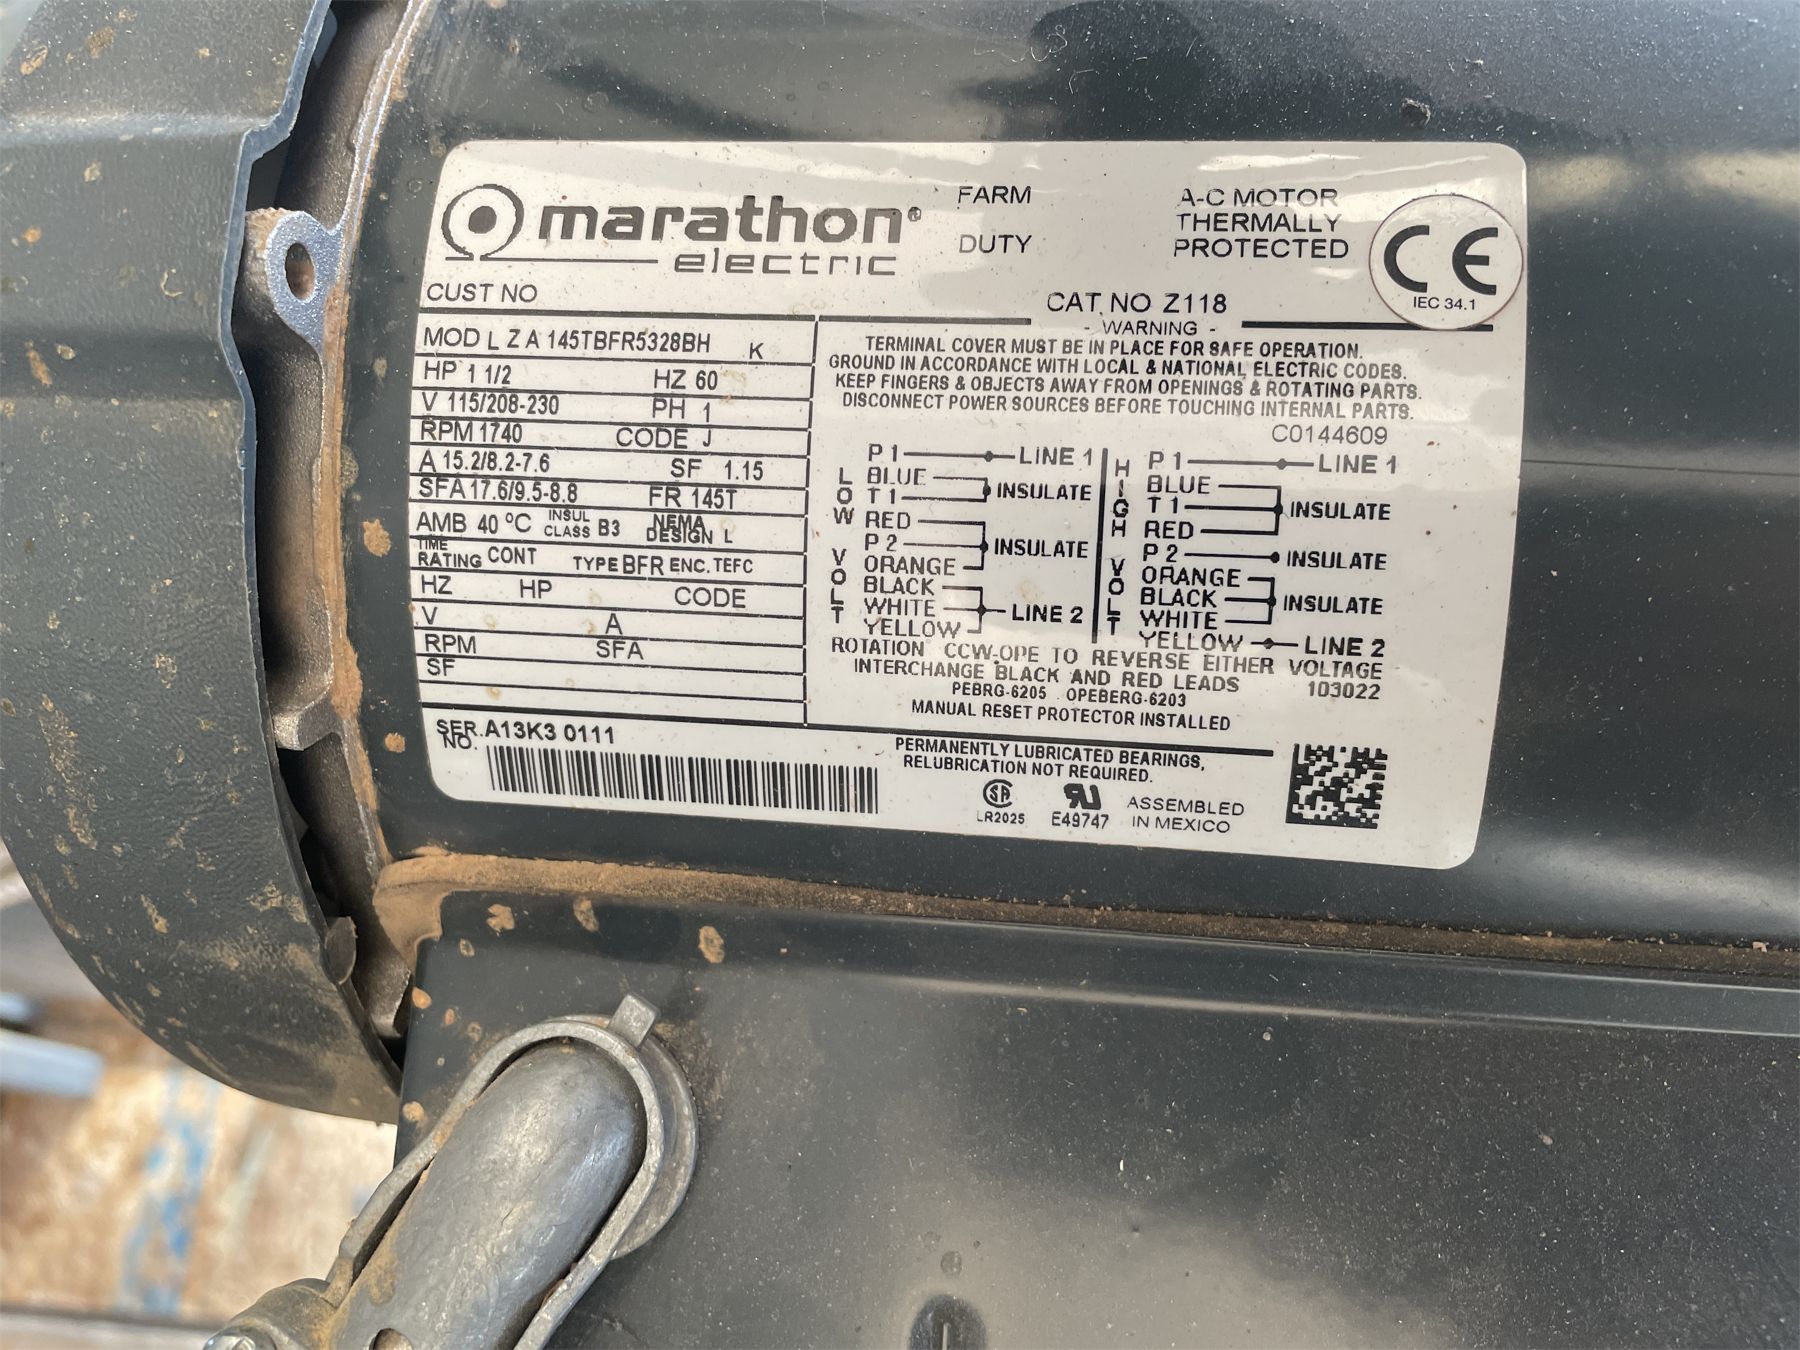 marathon®
electric
FARM
DUTY
A-C MOTOR
THERMALLY
PROTECTED
CE
IEC 34.1
CUST NO
CAT. NO Z118
MOD L Z A 145TBFR5328BH K
HP 1 1/2 HZ 60
V 115/208-230 PH 1
RPM 1740 CODE J
A 15.2/8.2-7.6 SF 1.15
SFA 17.6/9.5-8.8 FR 145T
AMB 40 °C INSUL CLASS B3 NEMA DESIGN L
TIME RATING CONT TYPE BFR ENC. TEFC
HZ HP CODE
V A
RPM SFA
SF
- WARNING -
TERMINAL COVER MUST BE IN PLACE FOR SAFE OPERATION.
GROUND IN ACCORDANCE WITH LOCAL & NATIONAL ELECTRIC CODES.
KEEP FINGERS & OBJECTS AWAY FROM OPENINGS & ROTATING PARTS.
DISCONNECT POWER SOURCES BEFORE TOUCHING INTERNAL PARTS.
C0144609
LOW VOLT
P 1 LINE 1
BLUE
T 1 INSULATE
RED
P 2 INSULATE
ORANGE
BLACK
WHITE LINE 2
YELLOW
HIGH VOLT
P 1 LINE 1
BLUE
T 1 INSULATE
RED
P 2 INSULATE
ORANGE
BLACK INSULATE
WHITE
YELLOW LINE 2
ROTATION CCW-OPE TO REVERSE EITHER VOLTAGE
INTERCHANGE BLACK AND RED LEADS 103022
PEBRG-6205 OPEBERG-6203
MANUAL RESET PROTECTOR INSTALLED
SER. NO. A13K3 0111
PERMANENTLY LUBRICATED BEARINGS,
RELUBRICATION NOT REQUIRED.
LR2025
E49747
ASSEMBLED
IN MEXICO